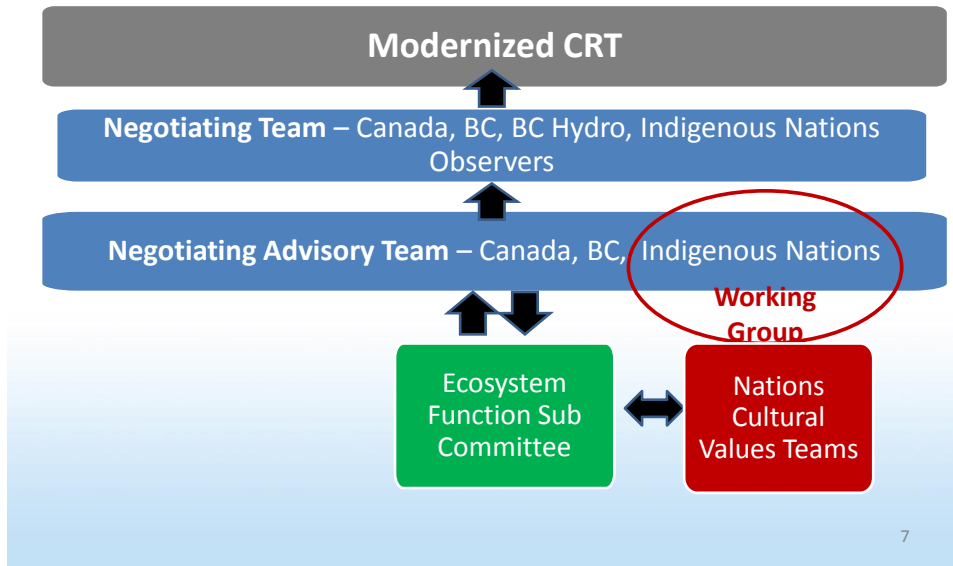 Modernized CRT
Negotiating Team – Canada, BC, BC Hydro, Indigenous Nations
Observers
Negotiating Advisory Team – Canada, BC, Indigenous Nations
Working
Group
Ecosystem
Function Sub
Committee
Nations
Cultural
Values Teams
7